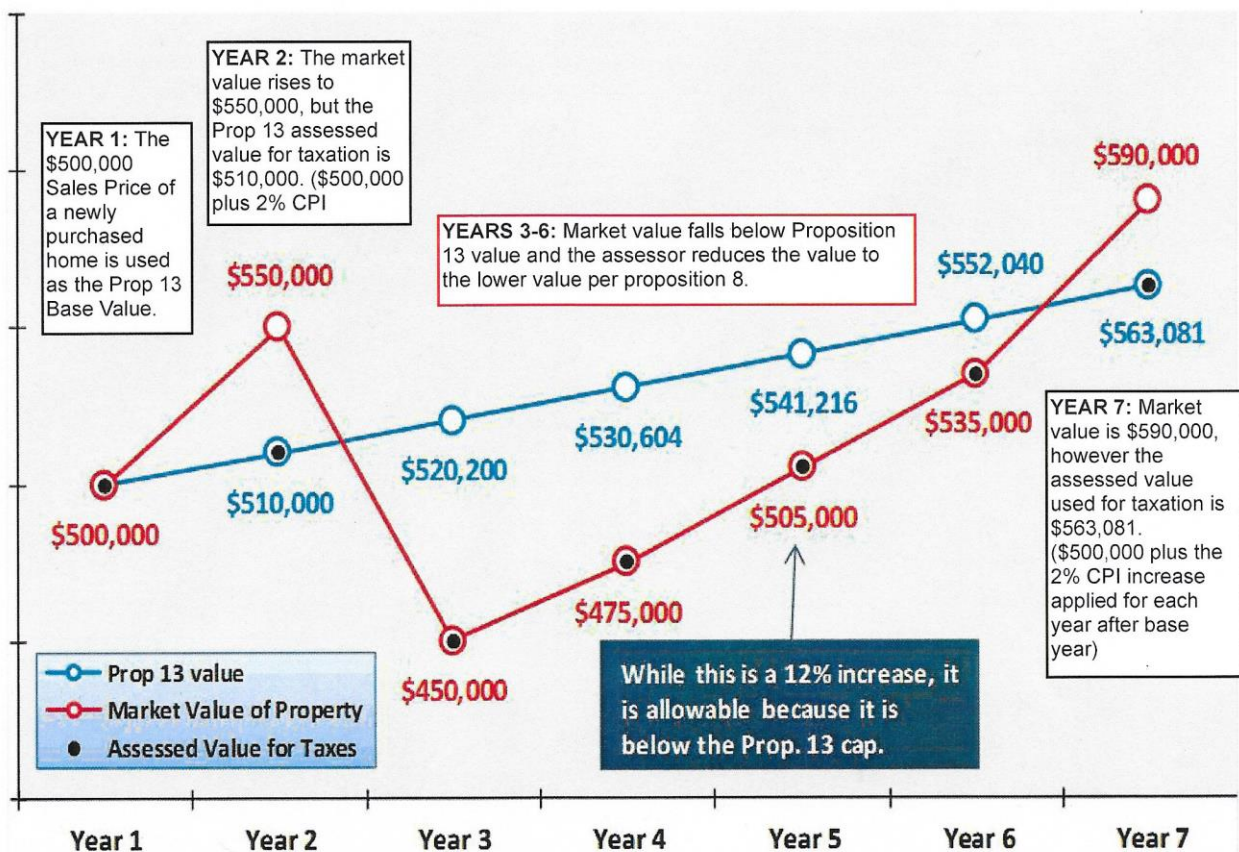 YEAR 1: The
$500,000
Sales Price of
a newly
purchased
home is used
as the Prop 13
Base Value.
YEAR 2: The market
value rises to
$550,000, but the
Prop 13 assessed
value for taxation is
$510,000. ($500,000
plus 2% CPI
YEARS 3-6: Market value falls below Proposition
13 value and the assessor reduces the value to
the lower value per proposition 8.
$590,000
$550,000
$552,040
$563,081
$541,216
$535,000
$530,604
$520,200
$510,000
$500,000
$505,000
$475,000
$450,000
YEAR 7: Market
value is $590,000,
however the
assessed value
used for taxation is
$563,081.
($500,000 plus the
2% CPI increase
applied for each
year after base
year)
While this is a 12% increase, it
is allowable because it is
below the Prop. 13 cap.
Prop 13 value
Market Value of Property
Assessed Value for Taxes
Year 1 Year 2 Year 3 Year 4 Year 5 Year 6 Year 7